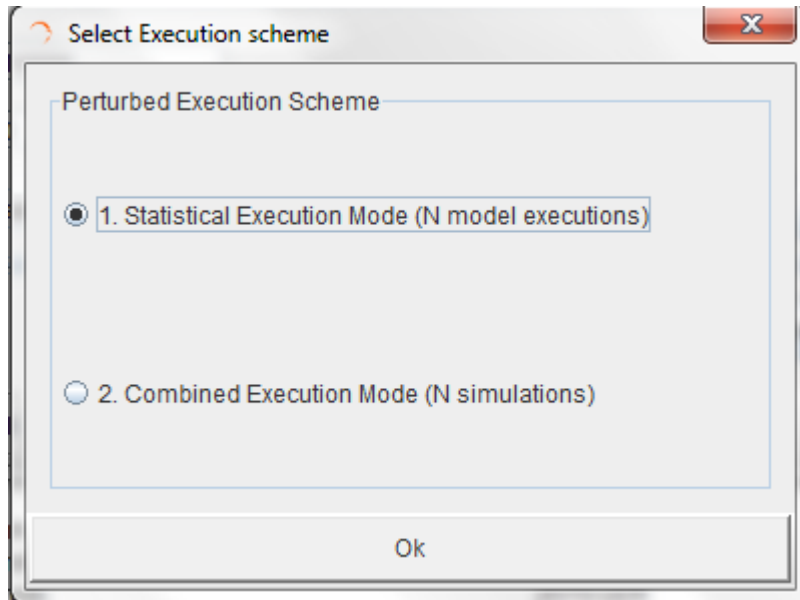 Select Execution scheme
Perturbed Execution Scheme
1. Statistical Execution Mode (N model executions)
2. Combined Execution Mode (N simulations)
Ok